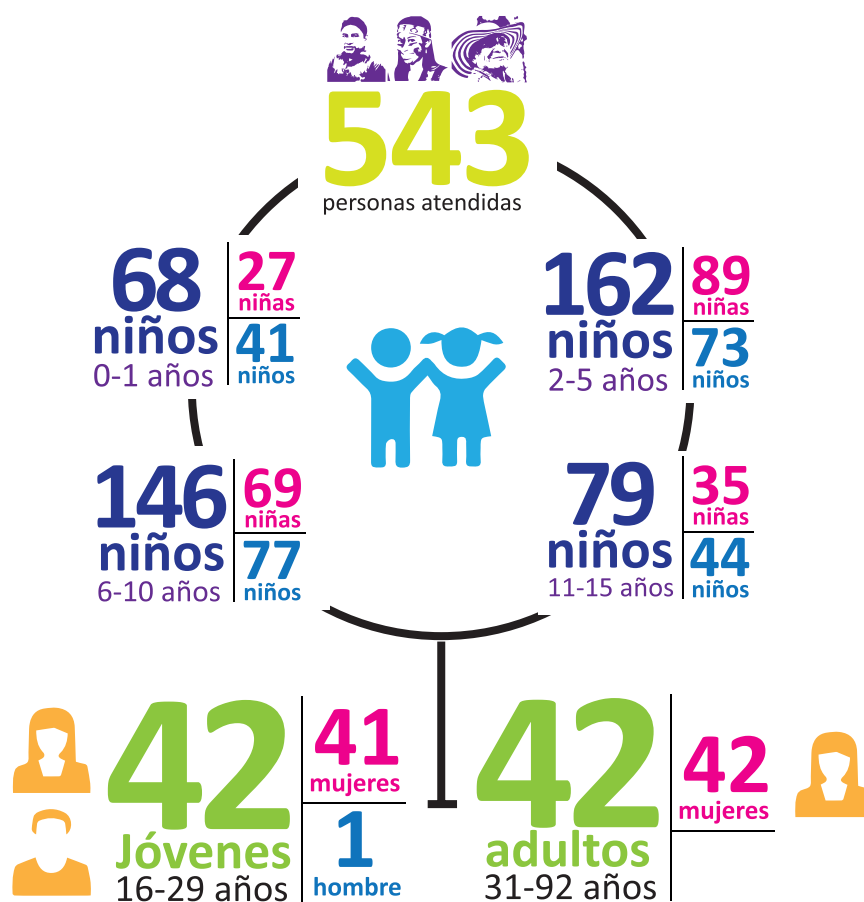 543
personas atendidas
68
niños
0-1 años
27
niñas
41
niños
162
niños
2-5 años
89
niñas
73
niños
146
niños
6-10 años
69
niñas
77
niños
79
niños
11-15 años
35
niñas
44
niños
42
Jóvenes
16-29 años
41
mujeres
1
hombre
42
adultos
31-92 años
42
mujeres